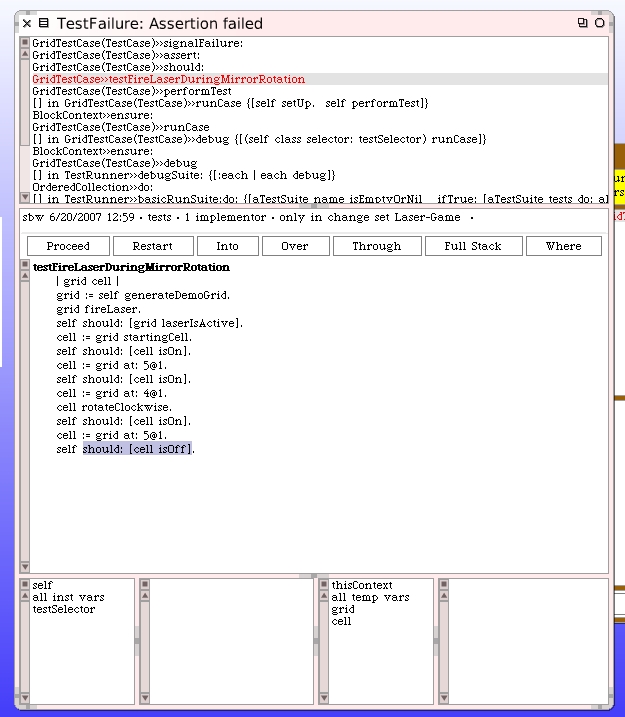 TestFailure: Assertion failed
GridTestCase(TestCase)>>signalFailure:
GridTestCase(TestCase)>>assert:
GridTestCase(TestCase)>>should:
GridTestCase>>testFireLaserDuringMirrorRotation
GridTestCase(TestCase)>>performTest
[] in GridTestCase(TestCase)>>runCase {[self setUp. self performTest]}
BlockContext>>ensure:
GridTestCase(TestCase)>>runCase
[] in GridTestCase(TestCase)>>debug {[(self class selector: testSelector) runCase]}
BlockContext>>ensure:
GridTestCase(TestCase)>>debug
[] in TestRunner>>debugSuite: {[:each | each debug]}
OrderedCollection>>do:
[] in TestRunner>>basicRunSuite:do: {[aTestSuite name isEmptyOrNil ifTrue: [aTestSuite tests do: a
sbw 6/20/2007 12:59 · tests · 1 implementor · only in change set Laser-Game ·
Proceed Restart Into Over Through Full Stack Where
testFireLaserDuringMirrorRotation
| grid cell |
grid := self generateDemoGrid.
grid fireLaser.
self should: [grid laserIsActive].
cell := grid startingCell.
self should: [cell isOn].
cell := grid at: 5@1.
self should: [cell isOn].
cell := grid at: 4@1.
cell rotateClockwise.
self should: [cell isOn].
cell := grid at: 5@1.
self should: [cell isOff].
self
all inst vars
testSelector
thisContext
all temp vars
grid
cell